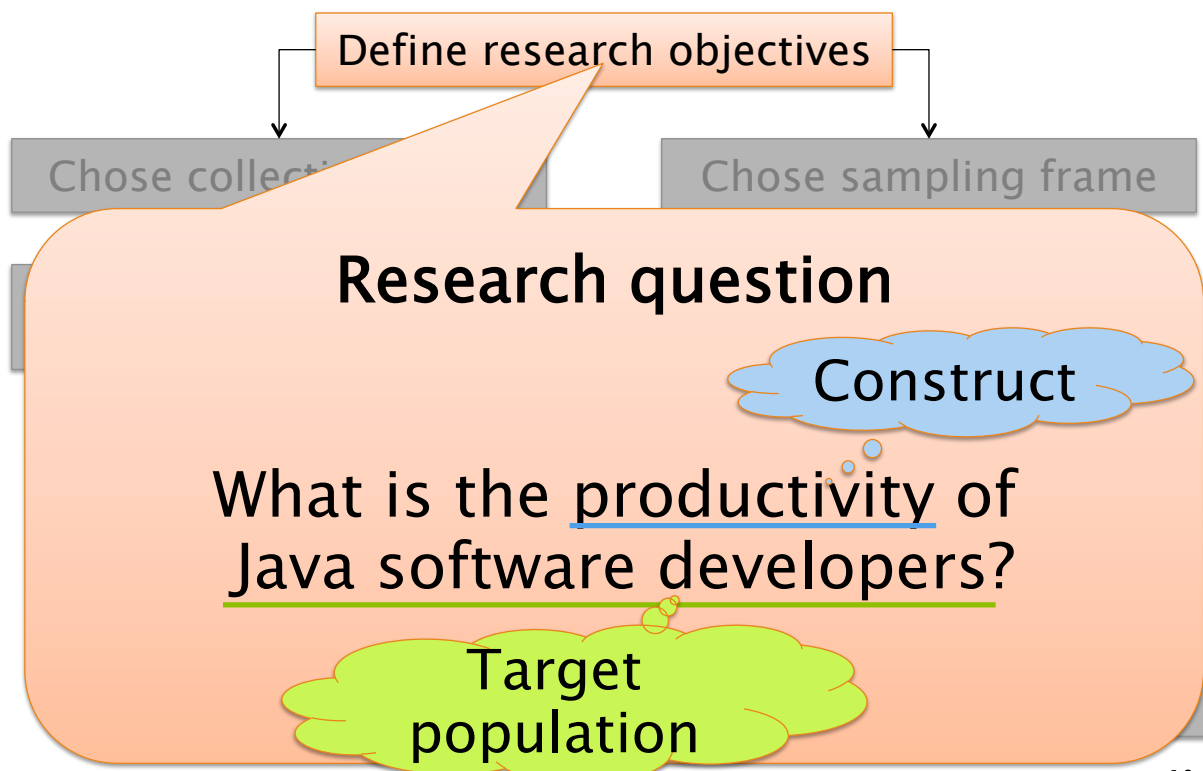 Define research objectives
Chose collecti
Chose sampling frame
Research question
Construct
What is the productivity of
Java software developers?
Target
population